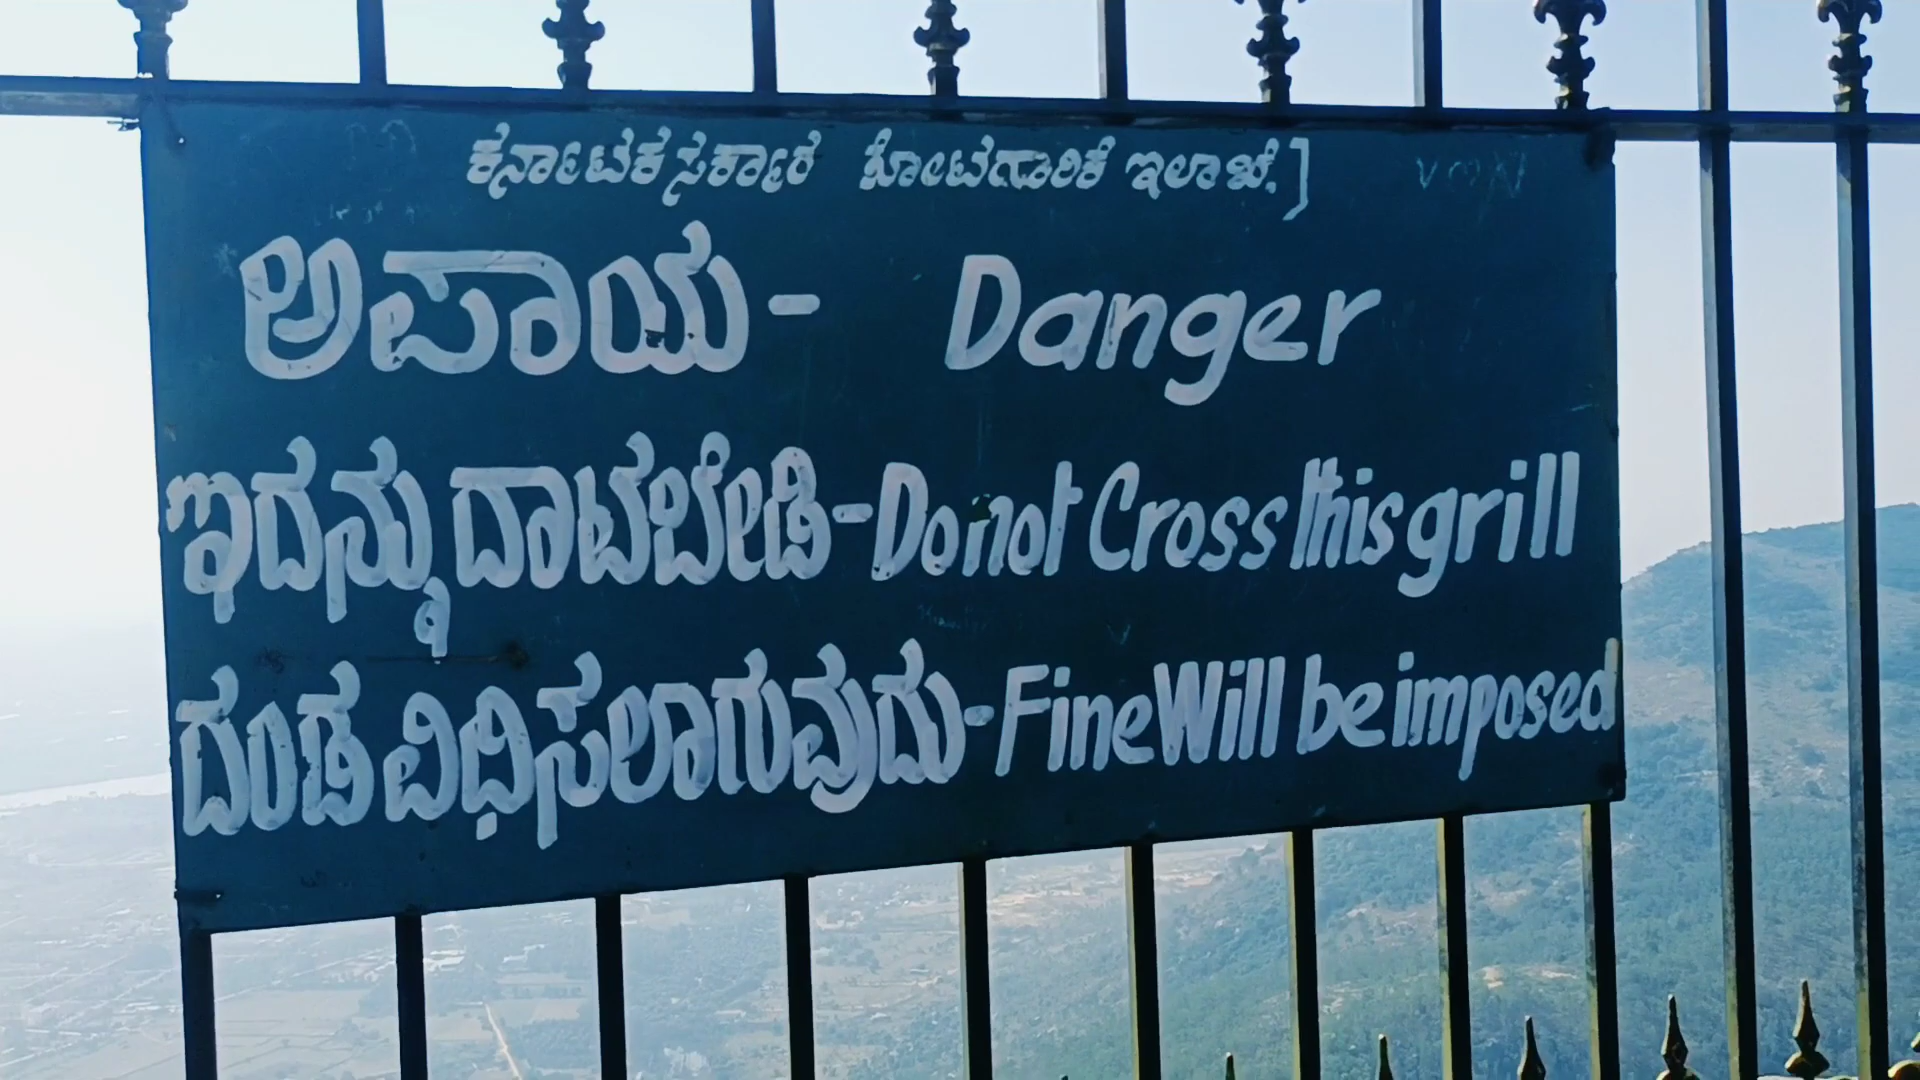 ಕರ್ನಾಟಕ ಸರ್ಕಾರ ತೋಟಗಾರಿಕೆ ಇಲಾಖೆ.]
ಅಪಾಯ - Danger
ಇದನ್ನು ದಾಟಬೇಡಿ - Do not Cross this grill
ದಂಡ ವಿಧಿಸಲಾಗುವುದು - Fine Will be imposed